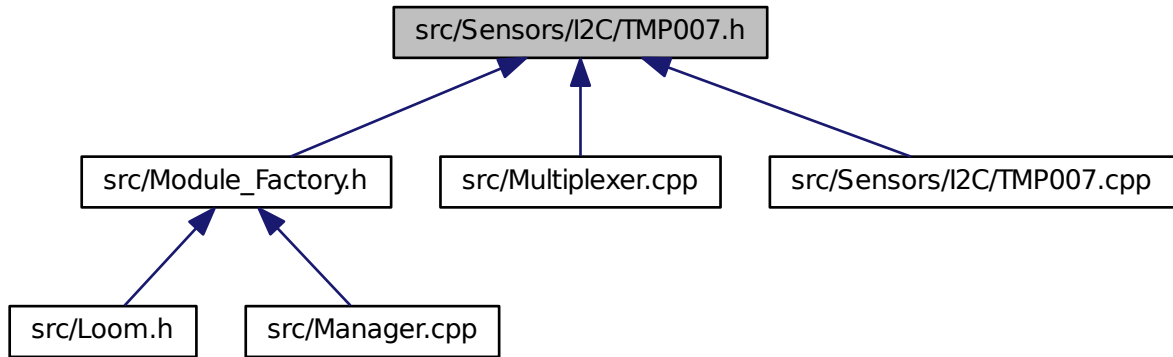 src/Sensors/I2C/TMP007.h
src/Module_Factory.h
src/Multiplexer.cpp
src/Sensors/I2C/TMP007.cpp
src/Loom.h
src/Manager.cpp